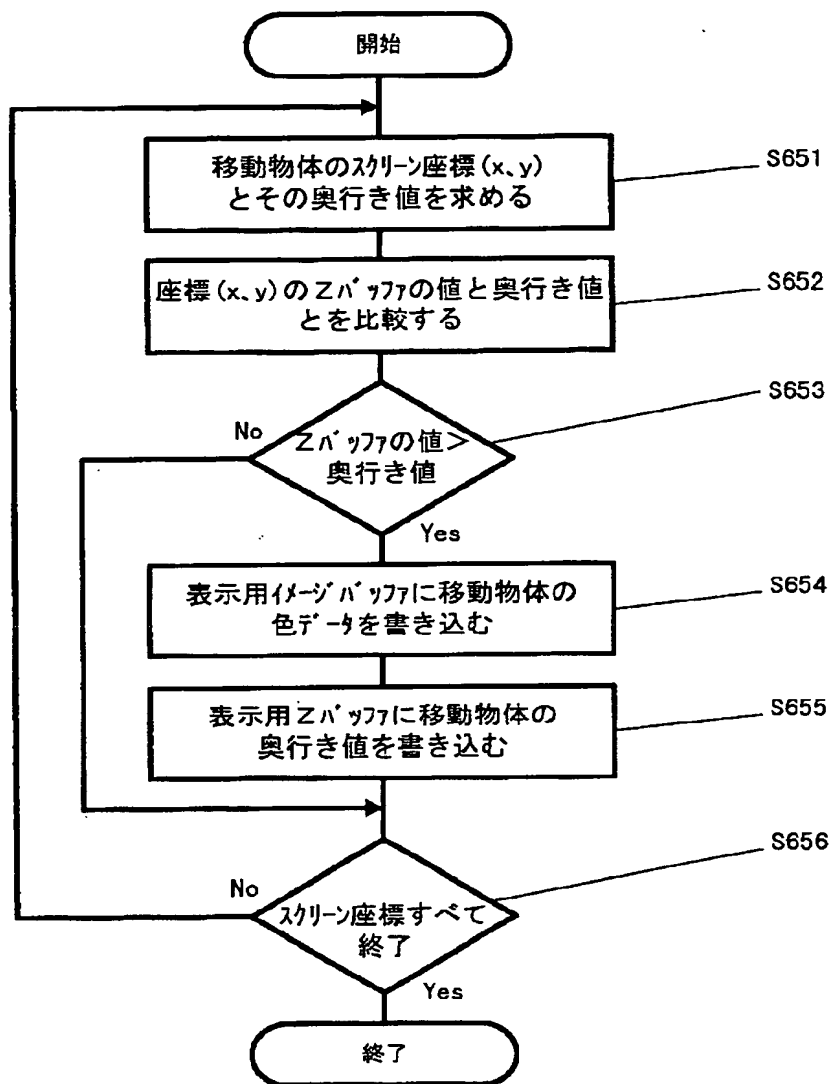 開始
移動物体のスクリーン座標(x、y)
とその奥行き値を求める
S651
座標(x、y)のZバッファの値と奥行き値
とを比較する
S652
S653
No
Zバッファの値＞
奥行き値
Yes
表示用イメージバッファに移動物体の
色データを書き込む
S654
表示用Zバッファに移動物体の
奥行き値を書き込む
S655
S656
No
スクリーン座標すべて
終了
Yes
終了